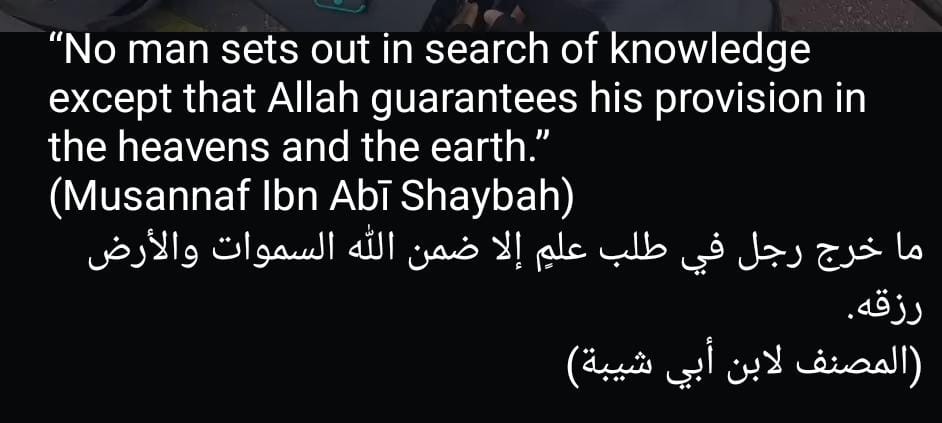 “No man sets out in search of knowledge
except that Allah guarantees his provision in
the heavens and the earth.”
(Musannaf Ibn Abī Shaybah)
ما خرج رجل في طلب علمٍ إلا ضمن الله السموات والأرض
رزقه.
(المصنف لابن أبي شيبة)